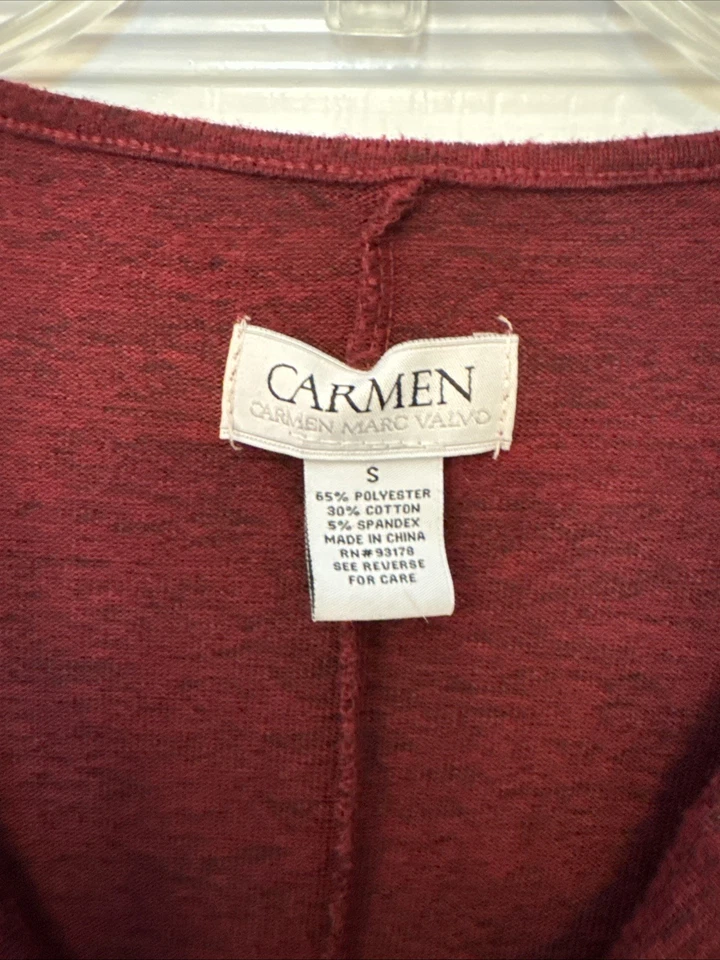 CARMEN
CARMEN MARC VALVO
S
65% POLYESTER
30% COTTON
5% SPANDEX
MADE IN CHINA
RN#93178
SEE REVERSE
FOR CARE